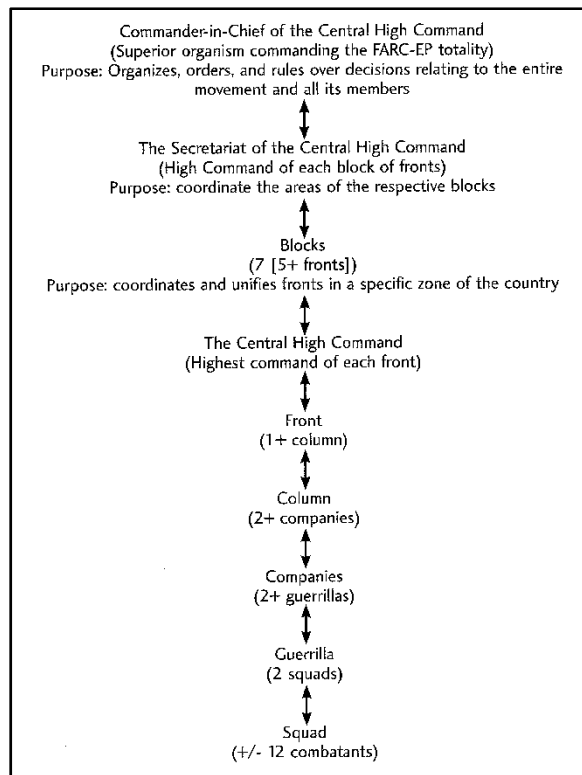 Commander-in-Chief of the Central High Command
(Superior organism commanding the FARC-EP totality)
Purpose: Organizes, orders, and rules over decisions relating to the entire
movement and all its members
The Secretariat of the Central High Command
(High Command of each block of fronts)
Purpose: coordinate the areas of the respective blocks
Blocks
(7 [5+ fronts])
Purpose: coordinates and unifies fronts in a specific zone of the country
The Central High Command
(Highest command of each front)
Front
(1+ column)
Column
(2+ companies)
Companies
(2+ guerrillas)
Guerrilla
(2 squads)
Squad
(+/- 12 combatants)